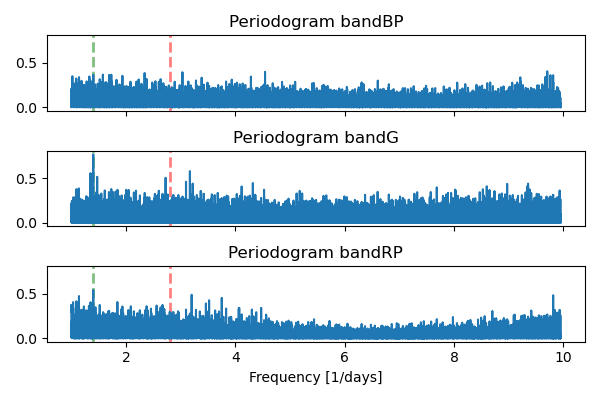 Periodogram bandBP
0.5
0.0
Periodogram bandG
0.5
0.0
Periodogram bandRP
0.5
0.0
2 4 6 8 10
Frequency [1/days]